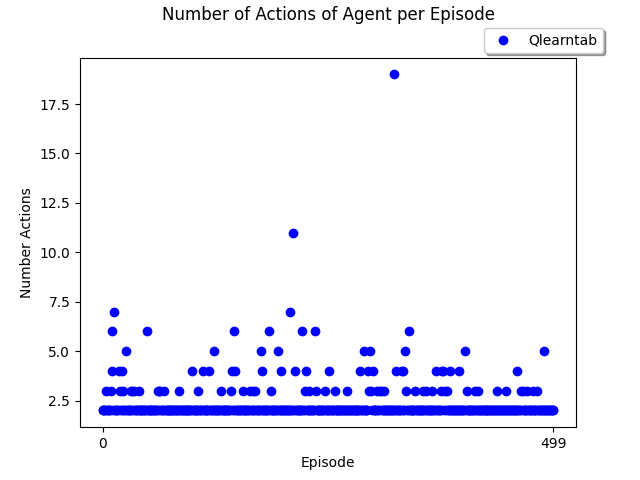 Number of Actions of Agent per Episode
Qlearntab
17.5
15.0
12.5
10.0
7.5
5.0
2.5
Number Actions
0
499
Episode